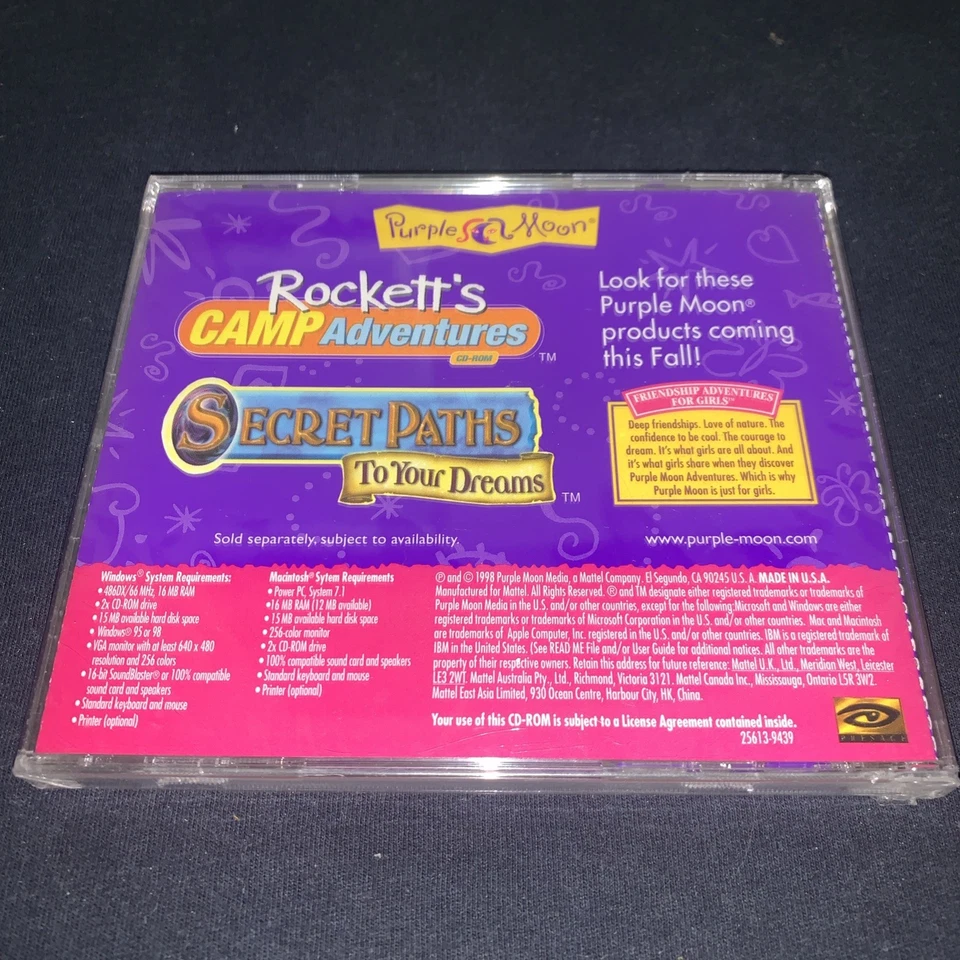 Purple Moon®
Rockett's
CAMP Adventures
CD-ROM
TM
SECRET PATHS
To Your Dreams
TM
Look for these
Purple Moon®
products coming
this Fall!
FRIENDSHIP ADVENTURES
FOR GIRLS™
Deep friendships. Love of nature. The
confidence to be cool. The courage to
dream. It's what girls are all about. And
it's what girls share when they discover
Purple Moon Adventures. Which is why
Purple Moon is just for girls.
Sold separately, subject to availability.
www.purple-moon.com
Windows® System Requirements:
• 486DX/66 MHz, 16 MB RAM
• 2x CD-ROM drive
• 15 MB available hard disk space
• Windows® 95 or 98
• VGA monitor with at least 640 x 480
resolution and 256 colors
• 16-bit SoundBlaster® or 100% compatible
sound card and speakers
• Standard keyboard and mouse
• Printer (optional)
Macintosh® Sytem Requirements
• Power PC, System 7.1
•16 MB RAM (12 MB available)
• 15 MB available hard disk space
• 256-color monitor
• 2x CD-ROM drive
• 100% compatible sound card and speakers
• Standard keyboard and mouse
• Printer (optional)
℗ and © 1998 Purple Moon Media, a Mattel Company. El Segundo, CA 90245 U.S.A. MADE IN U.S.A.
Manufactured for Mattel. All Rights Reserved. ® and TM designate either registered trademarks or trademarks of
Purple Moon Media in the U.S. and/or other countries, except for the following:Microsoft and Windows are either
registered trademarks or trademarks of Microsoft Corporation in the U.S. and/or other countries. Mac and Macintosh
are trademarks of Apple Computer, Inc. registered in the U.S. and/or other countries. IBM is a registered trademark of
IBM in the United States. (See READ ME File and/or User Guide for additional notices. All other trademarks are the
property of their respective owners. Retain this address for future reference: Mattel U.K., Ltd., Meridian West, Leicester
LE3 2WT. Mattel Australia Pty., Ltd., Richmond, Victoria 3121. Mattel Canada Inc., Mississauga, Ontario L5R 3W2.
Mattel East Asia Limited, 930 Ocean Centre, Harbour City, HK, China.
Your use of this CD-ROM is subject to a License Agreement contained inside.
25613-9439
PRESAGE